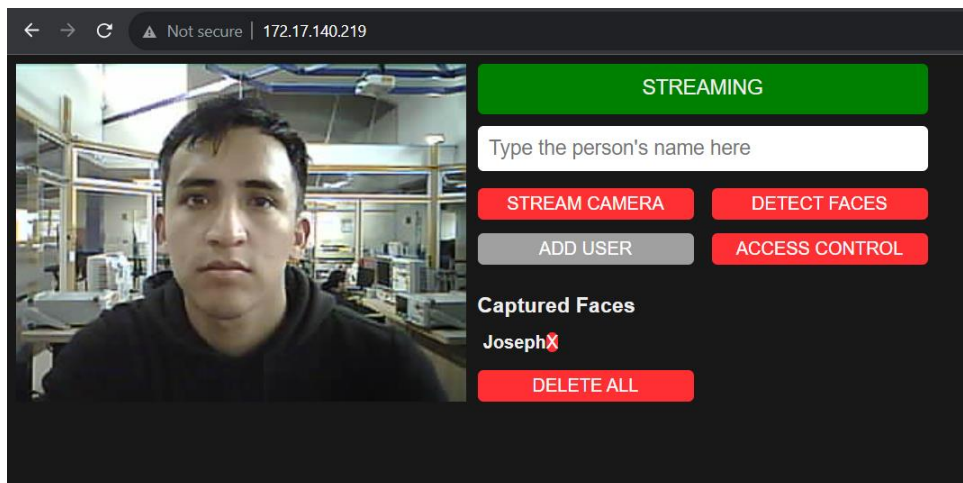 Not secure | 172.17.140.219
STREAMING
Type the person's name here
STREAM CAMERA
DETECT FACES
ADD USER
ACCESS CONTROL
Captured Faces
JosephX
DELETE ALL